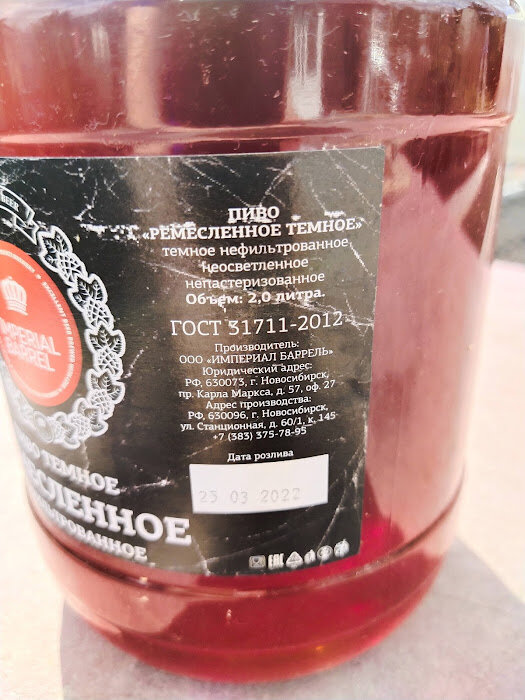 BEER
IMPERIAL
BARREL
ТЕМНОЕ
ПИВО
«РЕМЕСЛЕННОЕ ТЕМНОЕ»
темное нефильтрованное
неосветленное
непастеризованное
Объем: 2,0 литра.
ГОСТ 31711-2012
Производитель:
ООО «ИМПЕРИАЛ БАРРЕЛЬ»
Юридический адрес:
РФ, 630073, г. Новосибирск,
пр. Карла Маркса, д. 57, оф. 27
Адрес производства:
РФ, 630096, г. Новосибирск,
ул. Станционная, д. 60/1, к. 145
+7 (383) 375-78-95
Дата розлива
25 03 2022
EAC